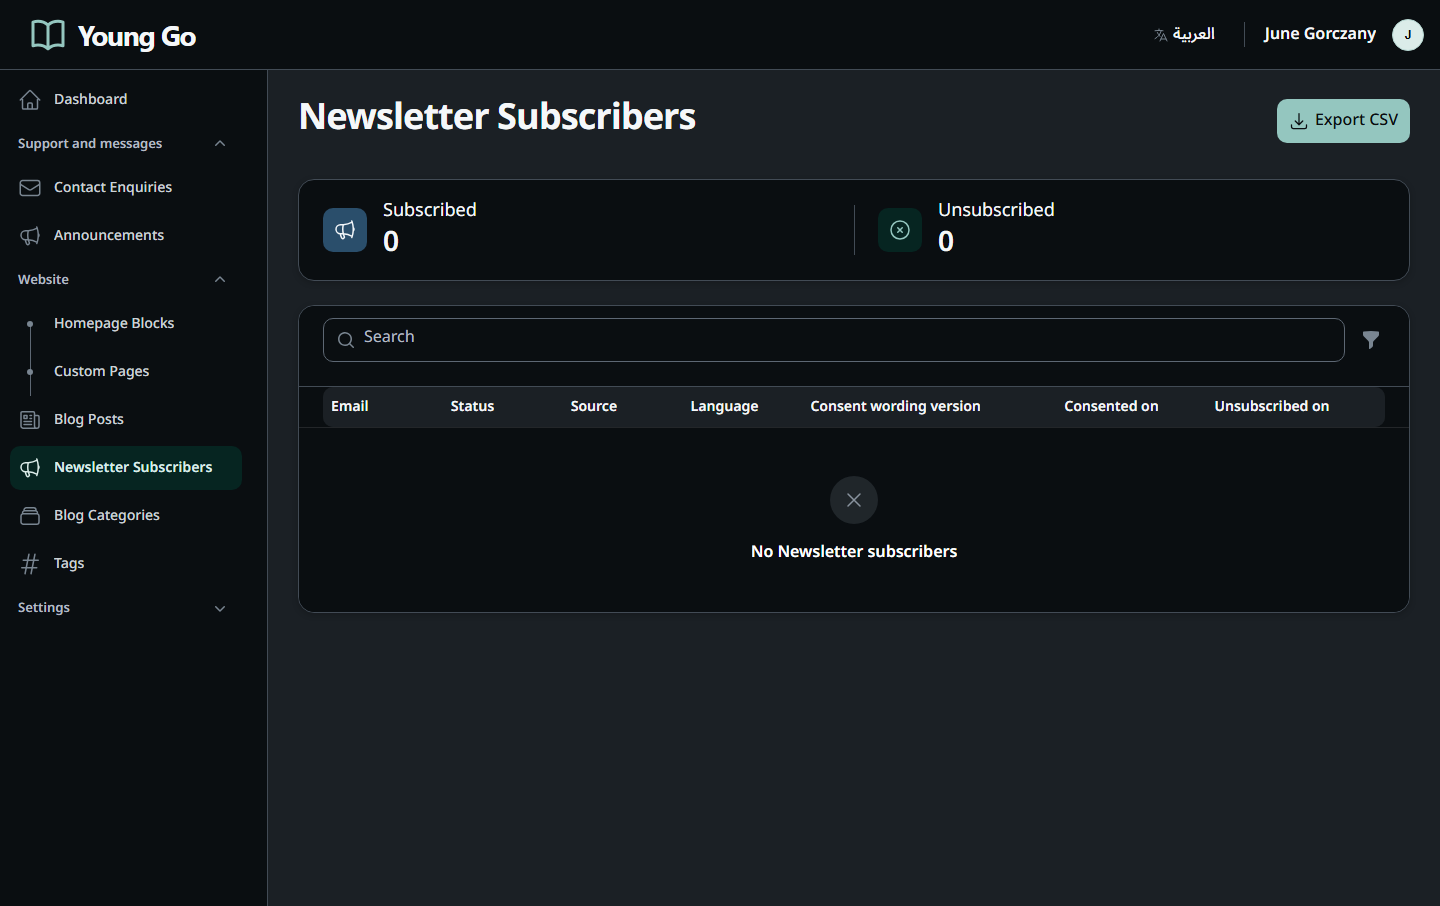 Young Go
العربية
June Gorczany
J
Dashboard
Support and messages
Contact Enquiries
Announcements
Website
Homepage Blocks
Custom Pages
Blog Posts
Newsletter Subscribers
Blog Categories
Tags
Settings
Newsletter Subscribers
Export CSV
Subscribed
0
Unsubscribed
0
Search
Email Status Source Language Consent wording version Consented on Unsubscribed on
No Newsletter subscribers